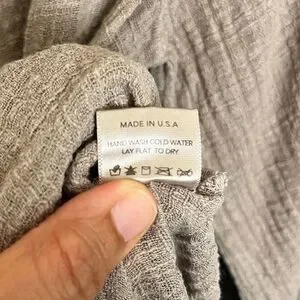 MADE IN U.S.A
HAND WASH COLD WATER
LAY FLAT TO DRY